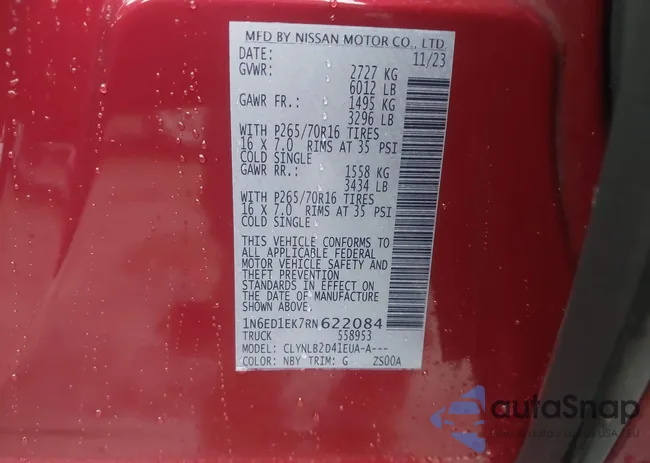 MFD BY NISSAN MOTOR CO., LTD.
DATE: 11/23
GVWR: 2727 KG
6012 LB
GAWR FR.: 1495 KG
3296 LB
WITH P265/70R16 TIRES
16 X 7.0 RIMS AT 35 PSI
COLD SINGLE
GAWR RR.: 1558 KG
3434 LB
WITH P265/70R16 TIRES
16 X 7.0 RIMS AT 35 PSI
COLD SINGLE
THIS VEHICLE CONFORMS TO
ALL APPLICABLE FEDERAL
MOTOR VEHICLE SAFETY AND
THEFT PREVENTION
STANDARDS IN EFFECT ON
THE DATE OF MANUFACTURE
SHOWN ABOVE.
1N6ED1EK7RN622084
TRUCK 558953
MODEL: CLYNLB2D41EUA-A---
COLOR: NBY TRIM: G ZS00A
autoSnap
USA/EU